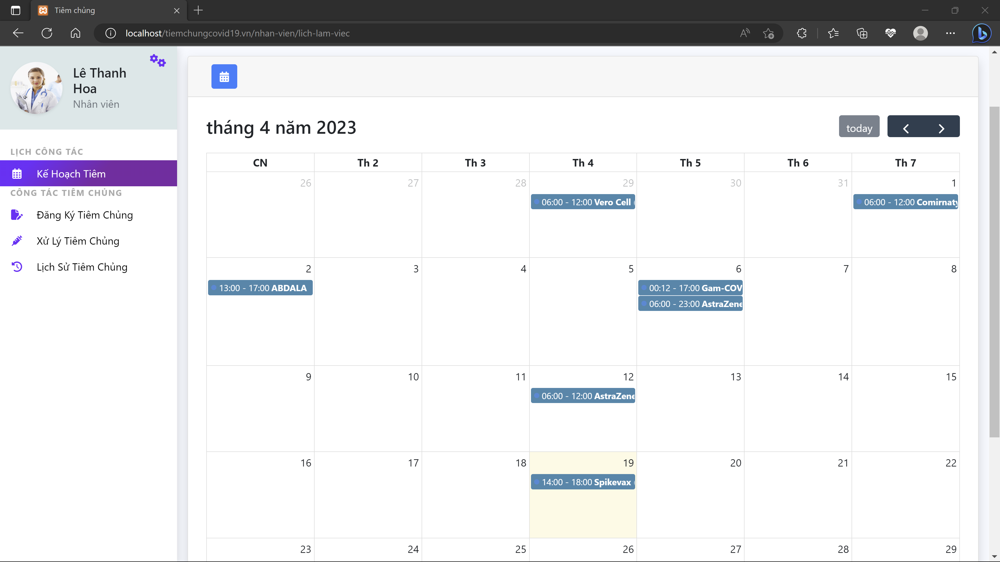 Tiêm chủng
localhost/tiemchungcovid19.vn/nhan-vien/lich-lam-viec
Lê Thanh
Hoa
Nhân viên
LỊCH CÔNG TÁC
Kế Hoạch Tiêm
CÔNG TÁC TIÊM CHỦNG
Đăng Ký Tiêm Chủng
Xử Lý Tiêm Chủng
Lịch Sử Tiêm Chủng
tháng 4 năm 2023
today
CN Th 2 Th 3 Th 4 Th 5 Th 6 Th 7
26 27 28 29 30 31 1
06:00 - 12:00 Vero Cell (
06:00 - 12:00 Comirnaty
2 3 4 5 6 7 8
13:00 - 17:00 ABDALA
00:12 - 17:00 Gam-COV
06:00 - 23:00 AstraZene
9 10 11 12 13 14 15
06:00 - 12:00 AstraZene
16 17 18 19 20 21 22
14:00 - 18:00 Spikevax (
23 24 25 26 27 28 29